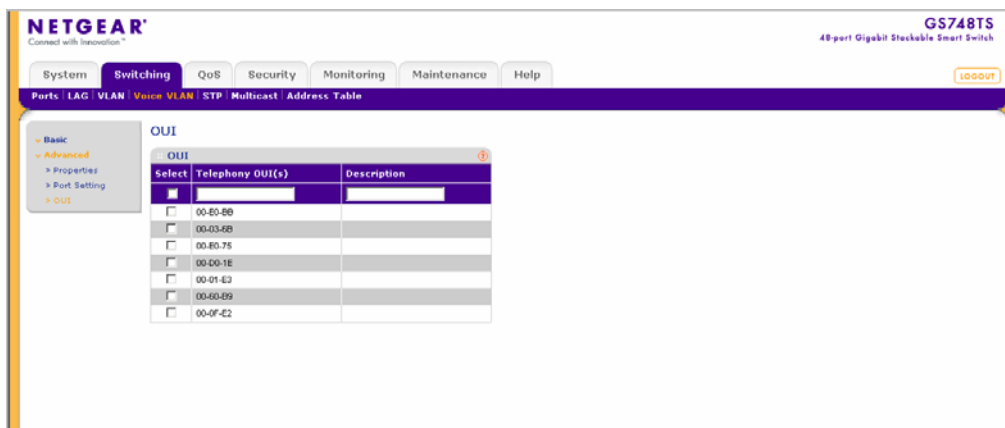 NETGEAR
Connect with Innovation™
GS748TS
48-port Gigabit Stackable Smart Switch
System Switching QoS Security Monitoring Maintenance Help
LOGOUT
Ports LAG VLAN Voice VLAN STP Multicast Address Table
Basic
Advanced
Properties
Port Setting
OUI
OUI
OUI
Select Telephony OUI(s) Description
00-E0-BB
00-03-6B
00-E0-75
00-D0-1E
00-01-E3
00-60-B9
00-0F-E2